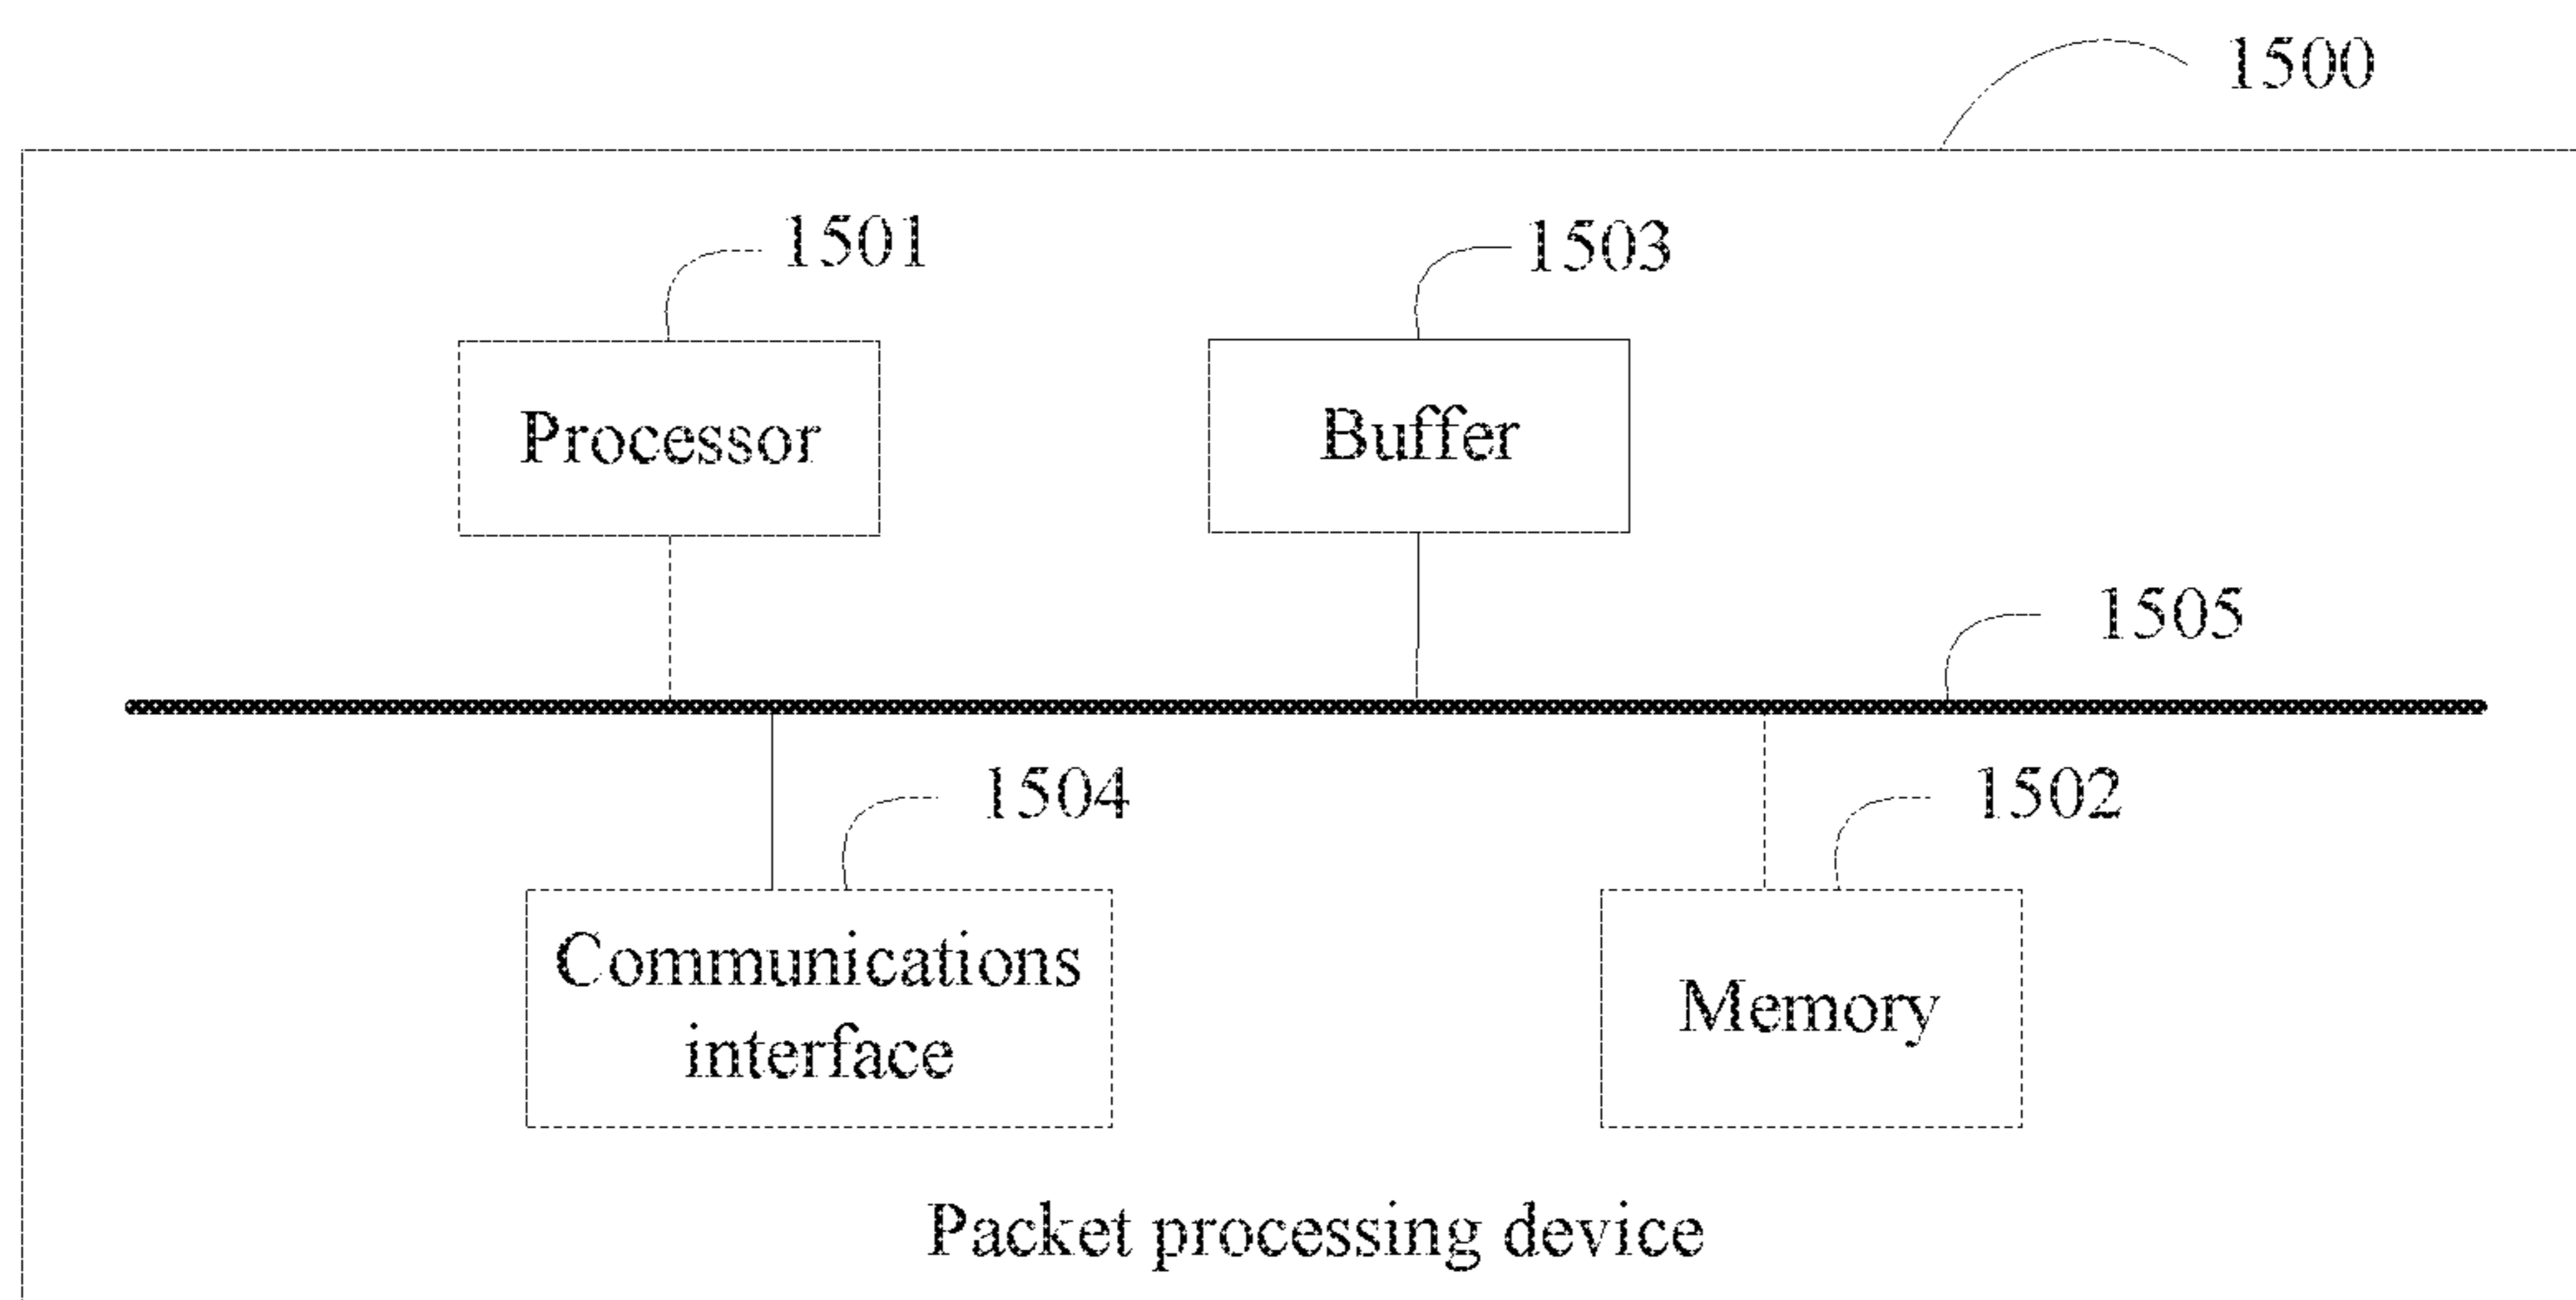 1500
1501
1503
Processor
Buffer
1505
1504
1502
Communications
interface
Memory
Packet processing device